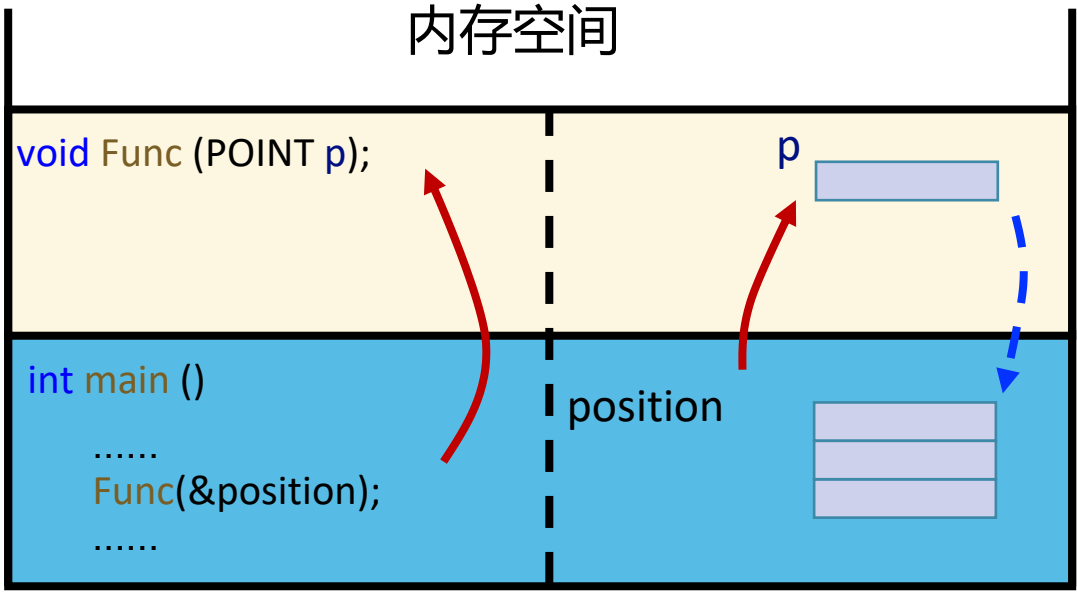 内存空间
void Func (POINT p);
p
int main ()
position
......
Func(&position);
......